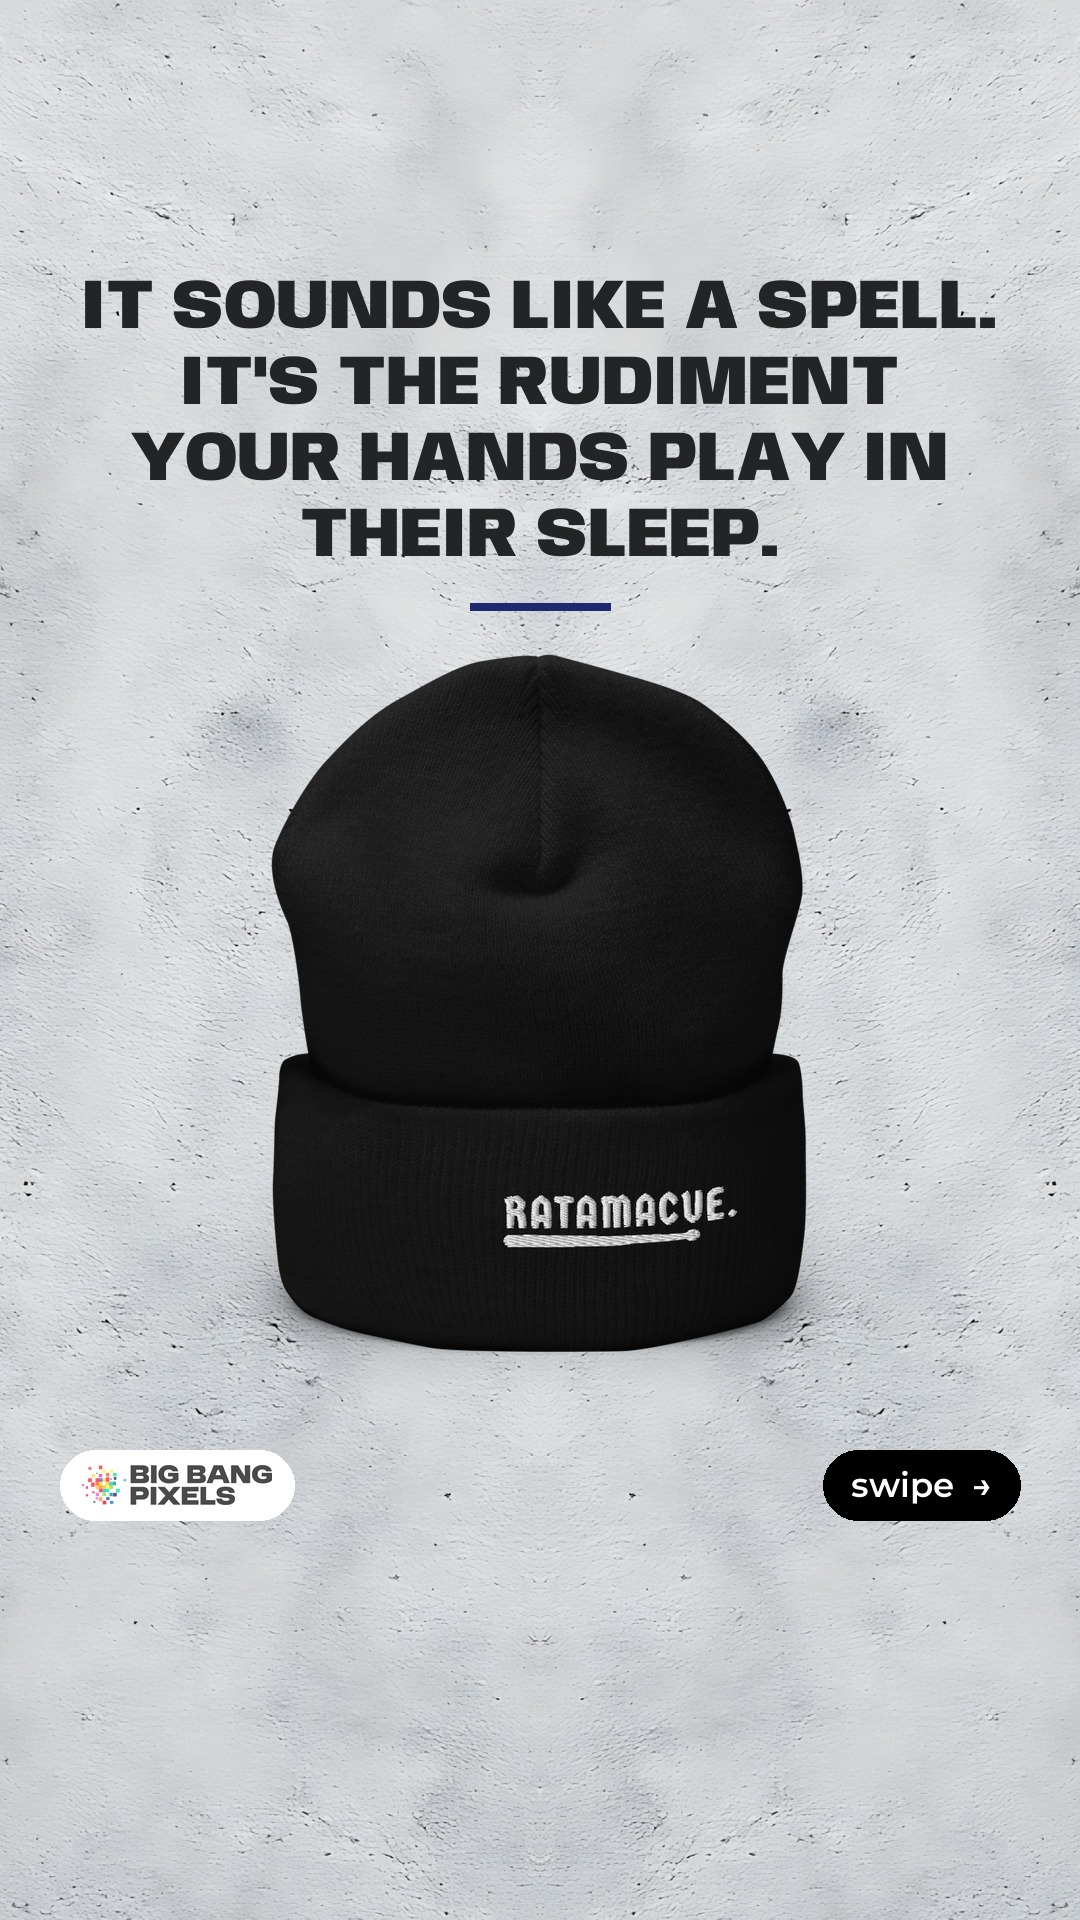 IT SOUNDS LIKE A SPELL.
IT'S THE RUDIMENT
YOUR HANDS PLAY IN
THEIR SLEEP.
RATAMACUE.
BIG BANG
PIXELS
swipe →